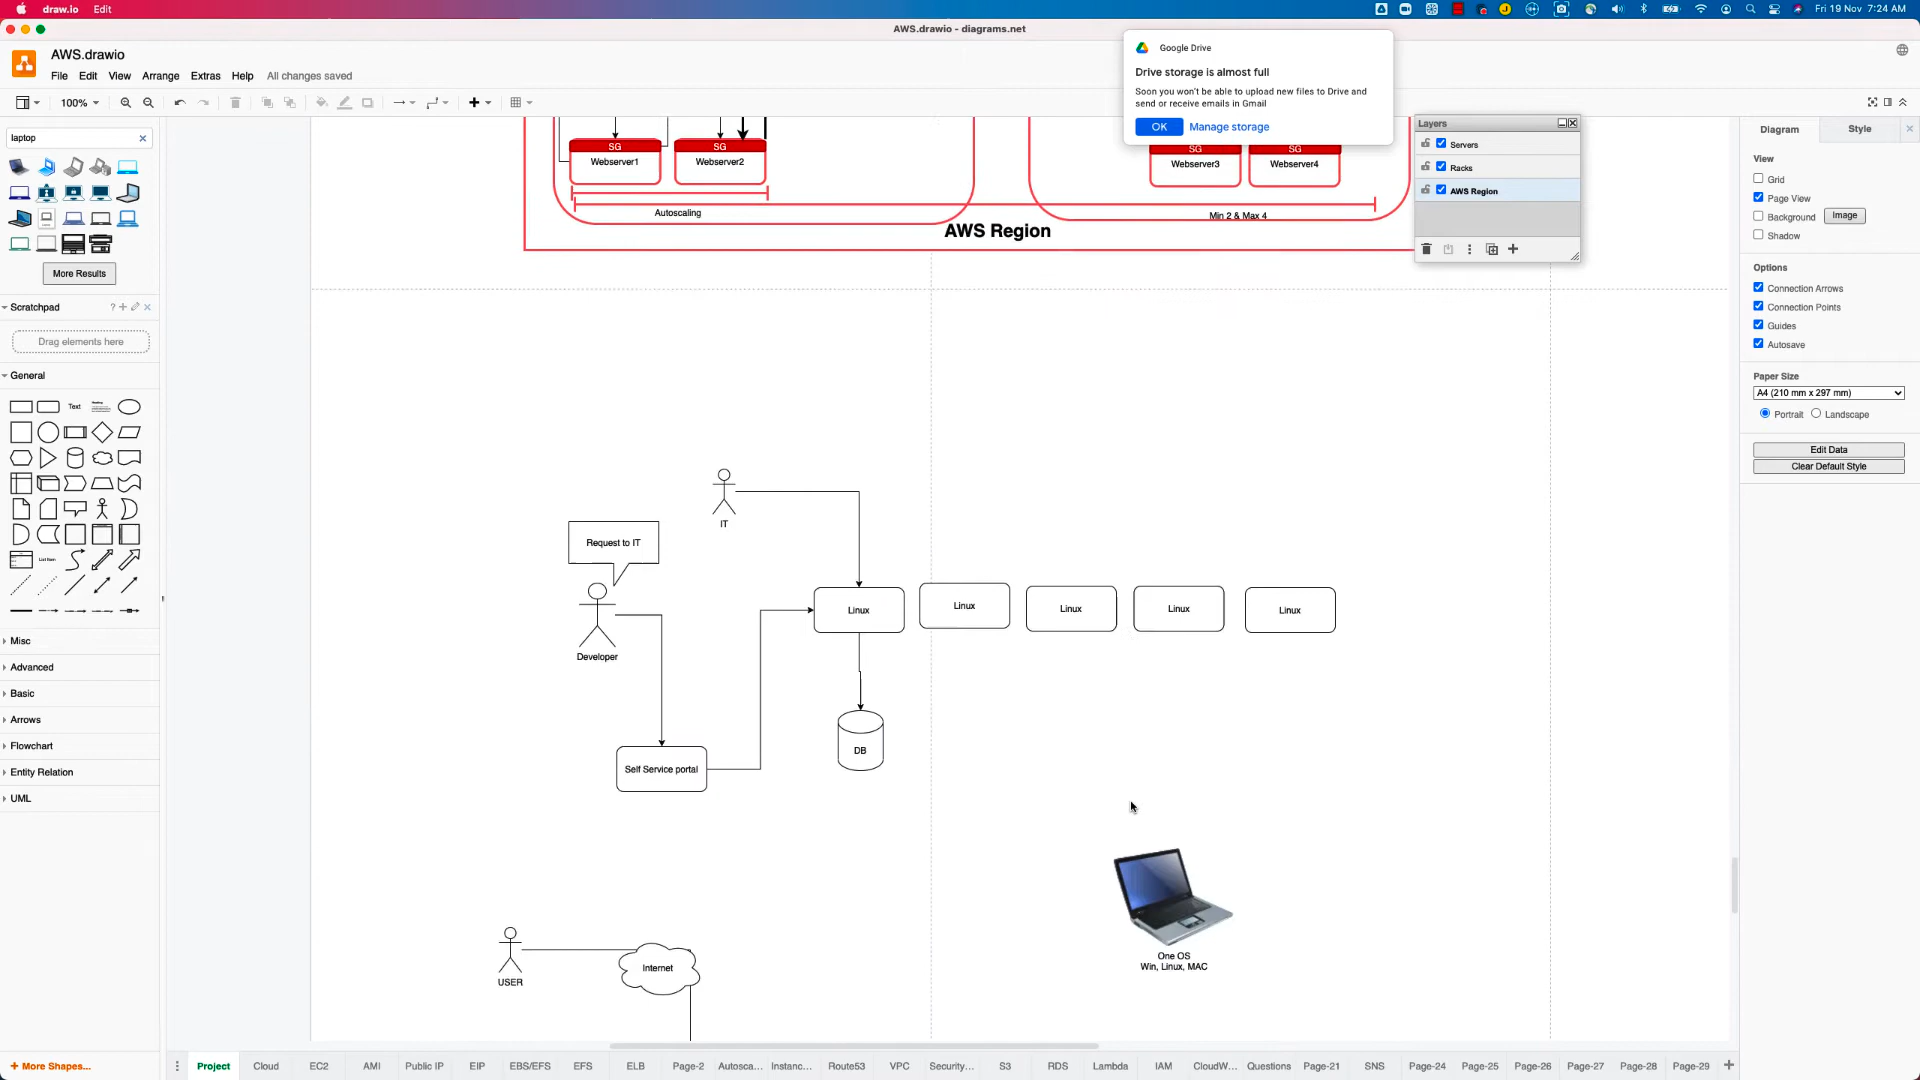 draw.io Edit
Fri 19 Nov 7:24 AM
AWS.drawio - diagrams.net
AWS.drawio
File Edit View Arrange Extras Help All changes saved
100%
Google Drive
Drive storage is almost full
Soon you won't be able to upload new files to Drive and
send or receive emails in Gmail
OK Manage storage
laptop
More Results
Scratchpad
?
Drag elements here
General
Text
Misc
Advanced
Basic
Arrows
Flowchart
Entity Relation
UML
More Shapes...
SG
Webserver1
SG
Webserver2
SG
Webserver3
SG
Webserver4
Autoscaling
Min 2 & Max 4
AWS Region
Layers
Servers
Racks
AWS Region
IT
Request to IT
Developer
Linux
Linux
Linux
Linux
Linux
DB
Self Service portal
USER
Internet
One OS
Win, Linux, MAC
Diagram Style
View
Grid
Page View
Background Image
Shadow
Options
Connection Arrows
Connection Points
Guides
Autosave
Paper Size
A4 (210 mm x 297 mm)
Portrait Landscape
Edit Data
Clear Default Style
Project Cloud EC2 AMI Public IP EIP EBS/EFS EFS ELB Page-2 Autosca... Instanc... Route53 VPC Security... S3 RDS Lambda IAM CloudW... Questions Page-21 SNS Page-24 Page-25 Page-26 Page-27 Page-28 Page-29